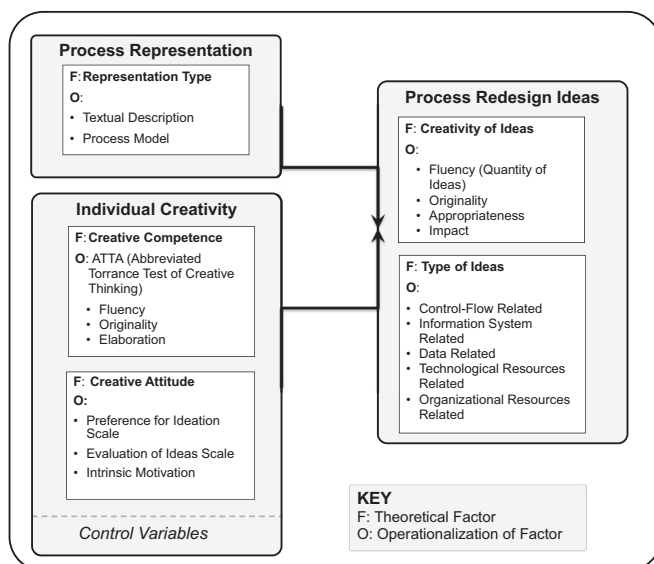 Process Representation
F: Representation Type
O:
• Textual Description
• Process Model
Individual Creativity
F: Creative Competence
O: ATTA (Abbreviated
Torrance Test of Creative
Thinking)
• Fluency
• Originality
• Elaboration
F: Creative Attitude
O:
• Preference for Ideation
Scale
• Evaluation of Ideas Scale
• Intrinsic Motivation
Control Variables
Process Redesign Ideas
F: Creativity of Ideas
O:
• Fluency (Quantity of
Ideas)
• Originality
• Appropriateness
• Impact
F: Type of Ideas
O:
• Control-Flow Related
• Information System
Related
• Data Related
• Technological Resources
Related
• Organizational Resources
Related
KEY
F: Theoretical Factor
O: Operationalization of Factor